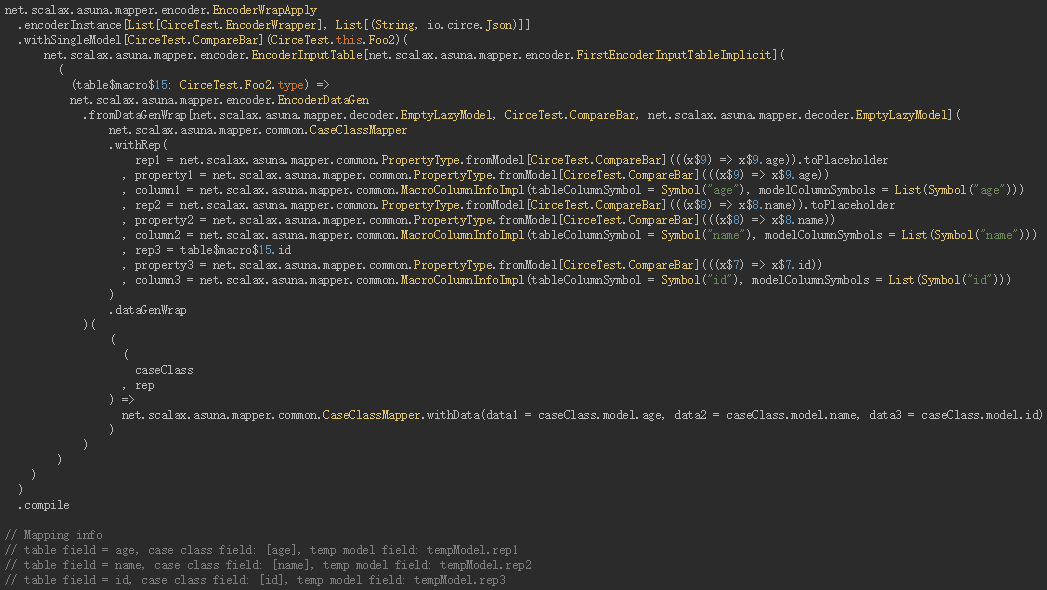 net.scalax.asuna.mapper.encoder.EncoderWrapApply
.encoderInstance[List[CirceTest.EncoderWrapper], List[(String, io.circe.Json)]]
.withSingleModel[CirceTest.CompareBar](CirceTest.this.Foo2)(
net.scalax.asuna.mapper.encoder.EncoderInputTable[net.scalax.asuna.mapper.encoder.FirstEncoderInputTableImplicit](
(
(table$macro$15: CirceTest.Foo2.type) =>
net.scalax.asuna.mapper.encoder.EncoderDataGen
.fromDataGenWrap[net.scalax.asuna.mapper.decoder.EmptyLazyModel, CirceTest.CompareBar, net.scalax.asuna.mapper.decoder.EmptyLazyModel](
net.scalax.asuna.mapper.common.CaseClassMapper
.withRep(
rep1 = net.scalax.asuna.mapper.common.PropertyType.fromModel[CirceTest.CompareBar](((x$9) => x$9.age)).toPlaceholder
, property1 = net.scalax.asuna.mapper.common.PropertyType.fromModel[CirceTest.CompareBar](((x$9) => x$9.age))
, column1 = net.scalax.asuna.mapper.common.MacroColumnInfoImpl(tableColumnSymbol = Symbol("age"), modelColumnSymbols = List(Symbol("age")))
, rep2 = net.scalax.asuna.mapper.common.PropertyType.fromModel[CirceTest.CompareBar](((x$8) => x$8.name)).toPlaceholder
, property2 = net.scalax.asuna.mapper.common.PropertyType.fromModel[CirceTest.CompareBar](((x$8) => x$8.name))
, column2 = net.scalax.asuna.mapper.common.MacroColumnInfoImpl(tableColumnSymbol = Symbol("name"), modelColumnSymbols = List(Symbol("name")))
, rep3 = table$macro$15.id
, property3 = net.scalax.asuna.mapper.common.PropertyType.fromModel[CirceTest.CompareBar](((x$7) => x$7.id))
, column3 = net.scalax.asuna.mapper.common.MacroColumnInfoImpl(tableColumnSymbol = Symbol("id"), modelColumnSymbols = List(Symbol("id")))
)
.dataGenWrap
)(
(
(
caseClass
, rep
) =>
net.scalax.asuna.mapper.common.CaseClassMapper.withData(data1 = caseClass.model.age, data2 = caseClass.model.name, data3 = caseClass.model.id)
)
)
)
)
)
.compile
// Mapping info
// table field = age, case class field: [age], temp model field: tempModel.rep1
// table field = name, case class field: [name], temp model field: tempModel.rep2
// table field = id, case class field: [id], temp model field: tempModel.rep3